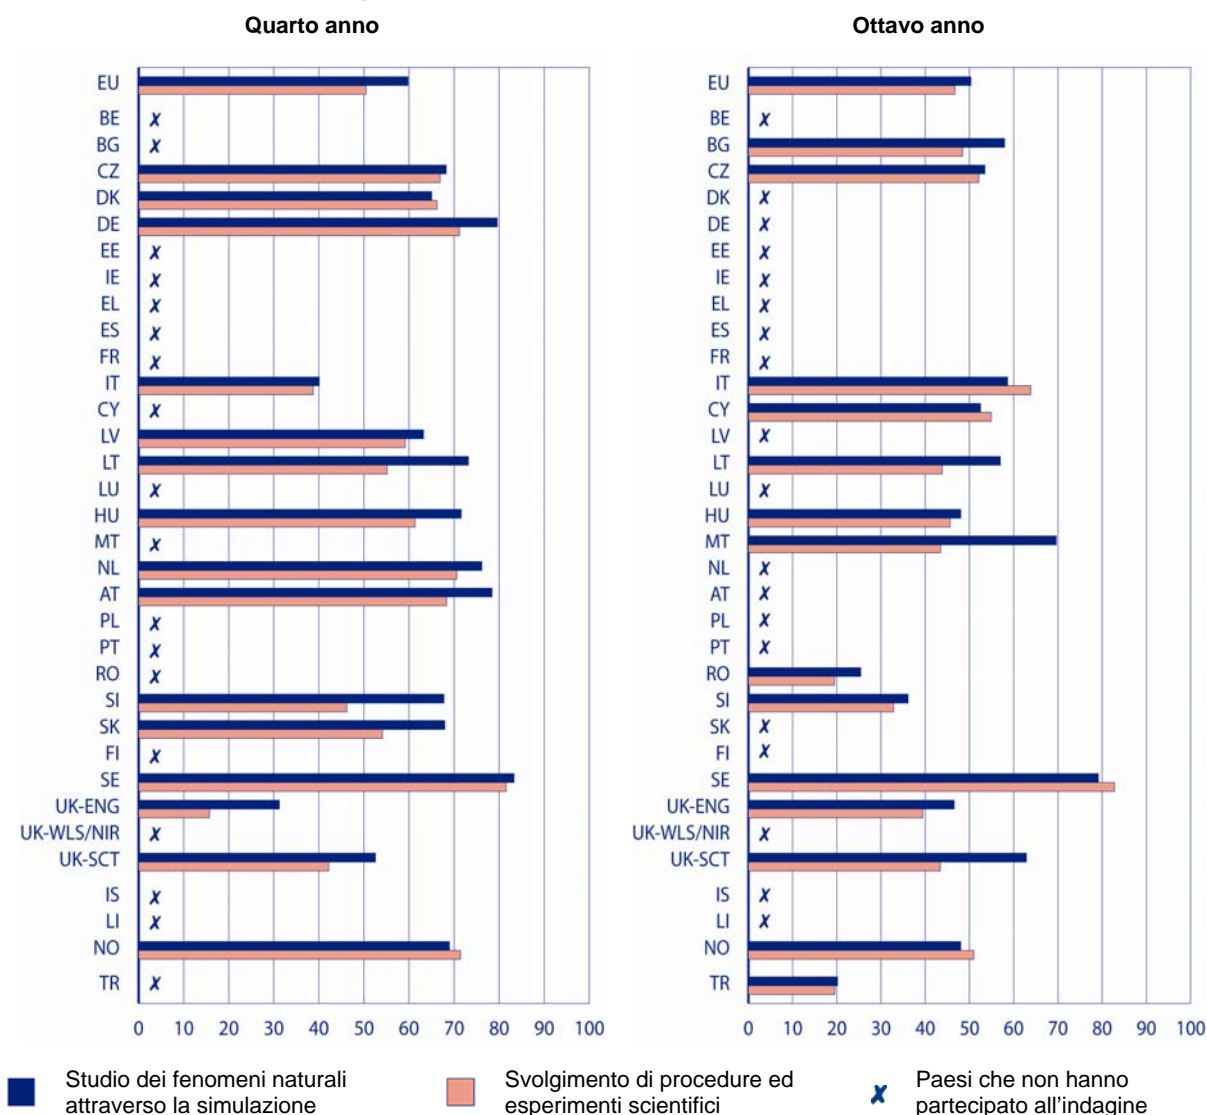 Quarto anno
Ottavo anno
EU
BE
BG
CZ
DK
DE
EE
IE
EL
ES
FR
IT
CY
LV
LT
LU
HU
MT
NL
AT
PL
PT
RO
SI
SK
FI
SE
UK-ENG
UK-WLS/NIR
UK-SCT
IS
LI
NO
TR
0 10 20 30 40 50 60 70 80 90 100
EU
BE
BG
CZ
DK
DE
EE
IE
EL
ES
FR
IT
CY
LV
LT
LU
HU
MT
NL
AT
PL
PT
RO
SI
SK
FI
SE
UK-ENG
UK-WLS/NIR
UK-SCT
IS
LI
NO
TR
0 10 20 30 40 50 60 70 80 90 100
Studio dei fenomeni naturali
attraverso la simulazione
Svolgimento di procedure ed
esperimenti scientifici
Paesi che non hanno
partecipato all'indagine